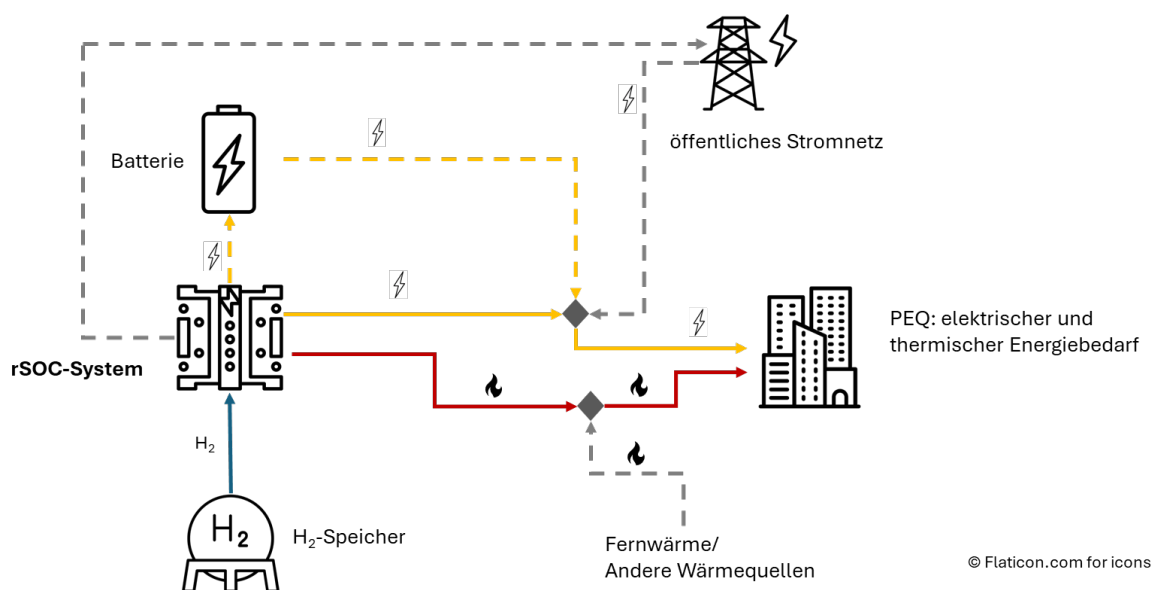 öffentliches Stromnetz
Batterie
PEQ: elektrischer und
thermischer Energiebedarf
rSOC-System
H₂
H₂
H₂-Speicher
Fernwärme/
Andere Wärmequellen
© Flaticon.com for icons